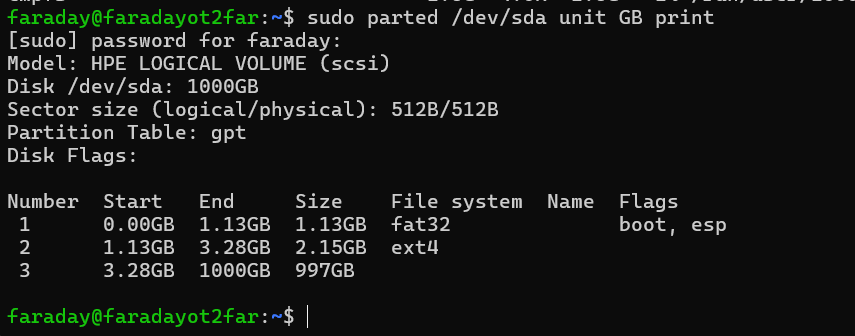 faraday@faradayot2far:~$ sudo parted /dev/sda unit GB print
[sudo] password for faraday:
Model: HPE LOGICAL VOLUME (scsi)
Disk /dev/sda: 1000GB
Sector size (logical/physical): 512B/512B
Partition Table: gpt
Disk Flags:

Number  Start   End     Size    File system  Name  Flags
 1      0.00GB  1.13GB  1.13GB  fat32              boot, esp
 2      1.13GB  3.28GB  2.15GB  ext4
 3      3.28GB  1000GB  997GB

faraday@faradayot2far:~$